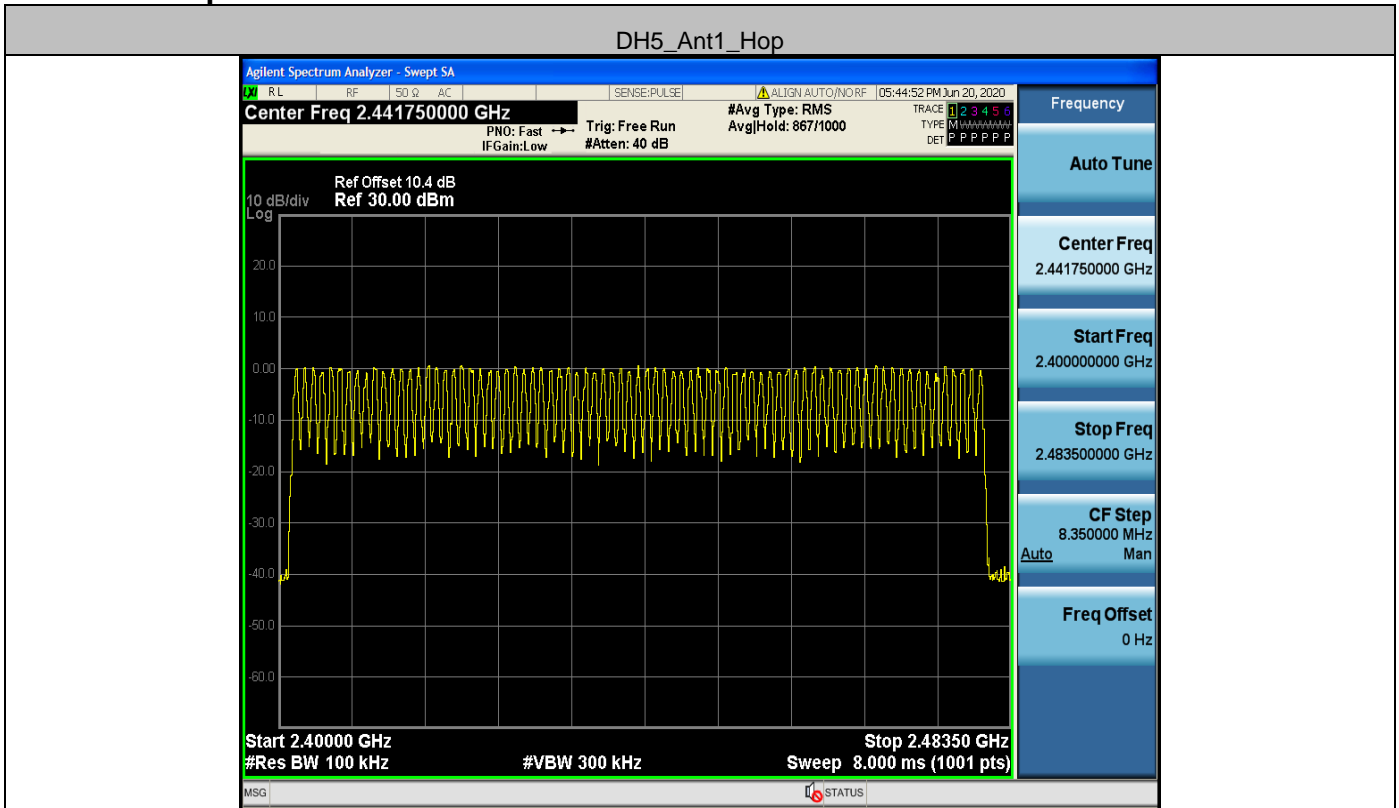 DH5_Ant1_Hop
Agilent Spectrum Analyzer - Swept SA
LXI RL RF 50 Ω AC SENSE:PULSE ALIGN AUTO/NO RF 05:44:52 PM Jun 20, 2020
Center Freq 2.441750000 GHz
PNO: Fast
IFGain:Low
Trig: Free Run
#Atten: 40 dB
#Avg Type: RMS
Avg|Hold: 867/1000
TRACE 1 2 3 4 5 6
TYPE M
DET P P P P P P
Ref Offset 10.4 dB
10 dB/div Ref 30.00 dBm
Log
20.0
10.0
0.00
-10.0
-20.0
-30.0
-40.0
-50.0
-60.0
Start 2.40000 GHz Stop 2.48350 GHz
#Res BW 100 kHz #VBW 300 kHz Sweep 8.000 ms (1001 pts)
MSG STATUS
Frequency
Auto Tune
Center Freq
2.441750000 GHz
Start Freq
2.400000000 GHz
Stop Freq
2.483500000 GHz
CF Step
8.350000 MHz
Auto Man
Freq Offset
0 Hz